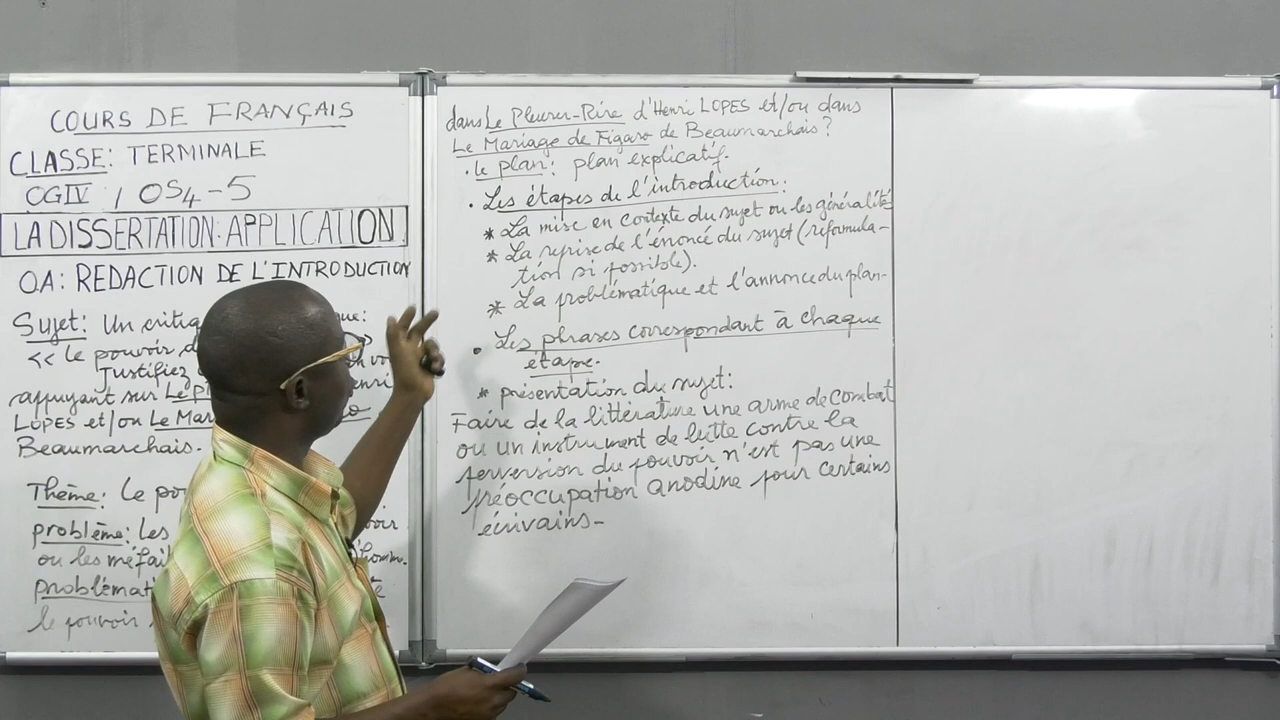 COURS DE FRANÇAIS
CLASSE: TERMINALE
OGIV / OS4-5
LA DISSERTATION: APPLICATION
OA: REDACTION DE L'INTRODUCTION
Sujet: Un critiq
<< Le pouvoir
Justifiez
appuyant sur Le Pl
LOPES et/ou Le Mar
Beaumarchais.
Thème: Le po
problème: Les
ou les méfai
problémati
le pouvoir
dans Le Pleurer-Rire d'Henri LOPES et/ou dans
Le Mariage de Figaro de Beaumarchais?
. le plan: plan explicatif.
. Les étapes de l'introduction:
* La mise en contexte du sujet ou les généralités
* La reprise de l'énoncé du sujet (reformula-
tion si possible).
* La problématique et l'annonce du plan-
. Les phrases correspondant à chaque
étape.
* présentation du sujet:
Faire de la littérature une arme de combat
ou un instrument de lutte contre la
perversion du pouvoir n'est pas une
préoccupation anodine pour certains
écrivains-